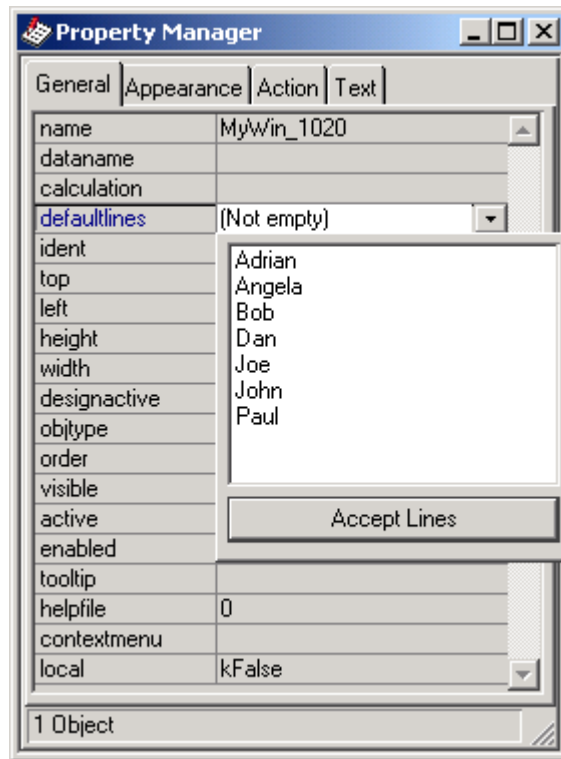 Property Manager
General Appearance Action Text
name MyWin_1020
dataname
calculation
defaultlines (Not empty)
ident
top
left
height
width
designactive
objtype
order
visible
active
enabled
tooltip
helpfile 0
contextmenu
local kFalse
Adrian
Angela
Bob
Dan
Joe
John
Paul
Accept Lines
1 Object